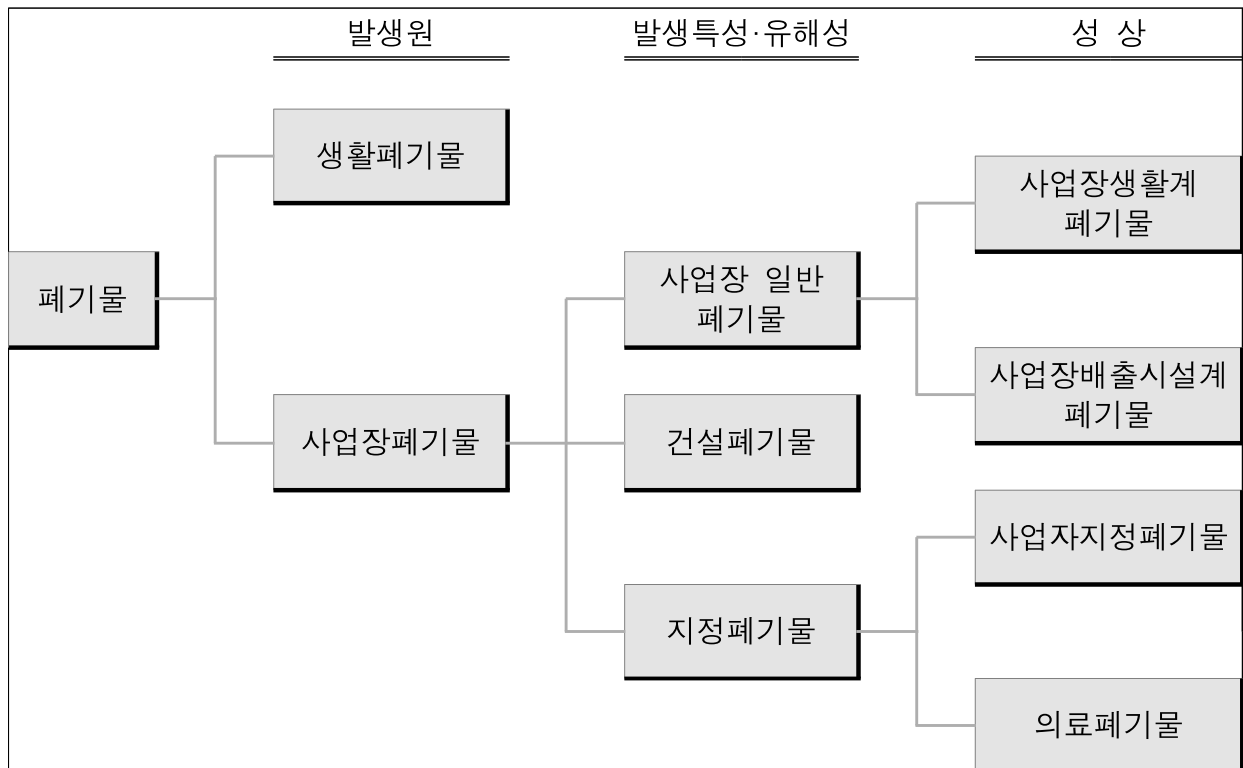 발생원
발생특성·유해성
성 상
생활폐기물
사업장생활계
폐기물
폐기물
사업장 일반
폐기물
사업장배출시설계
폐기물
사업장폐기물
건설폐기물
사업자지정폐기물
지정폐기물
의료폐기물